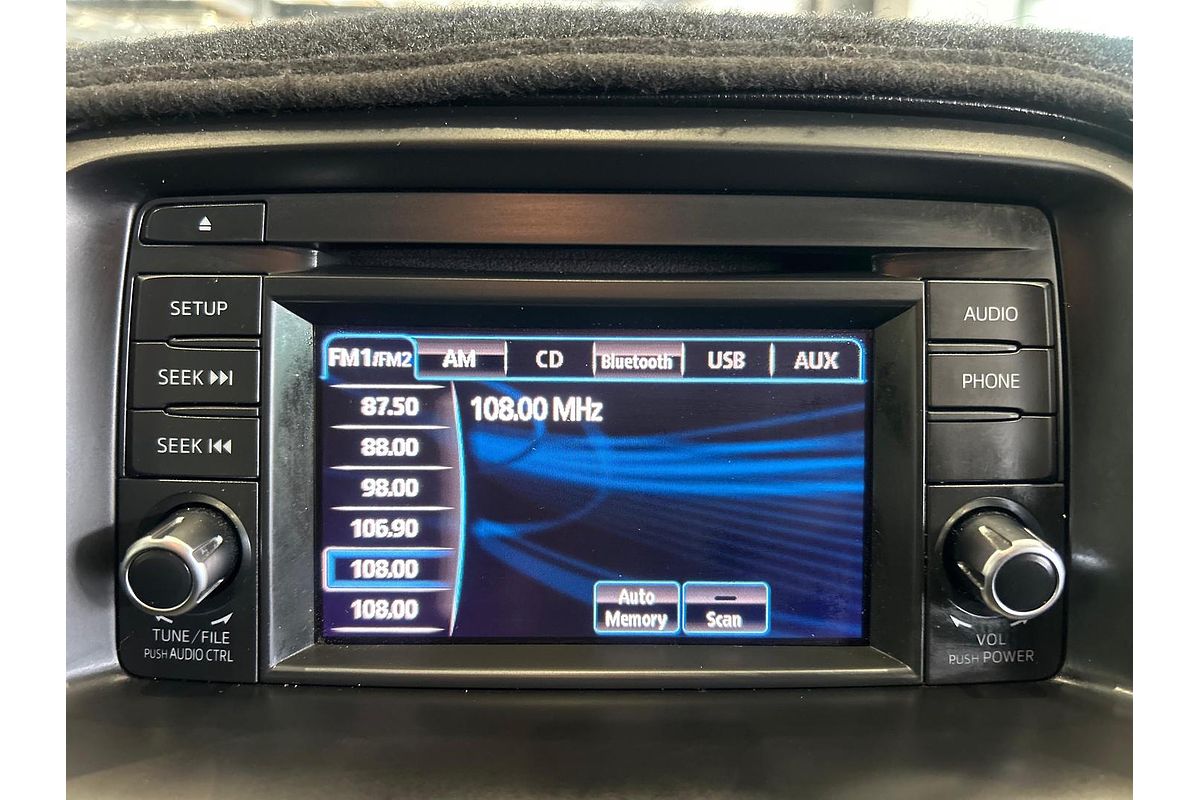 SETUP
SEEK
SEEK
TUNE/FILE
PUSH AUDIO CTRL
FM1/FM2 AM CD Bluetooth USB AUX
87.50
88.00
98.00
106.90
108.00
108.00
108.00 MHz
Auto
Memory
Scan
AUDIO
PHONE
VOL
PUSH POWER